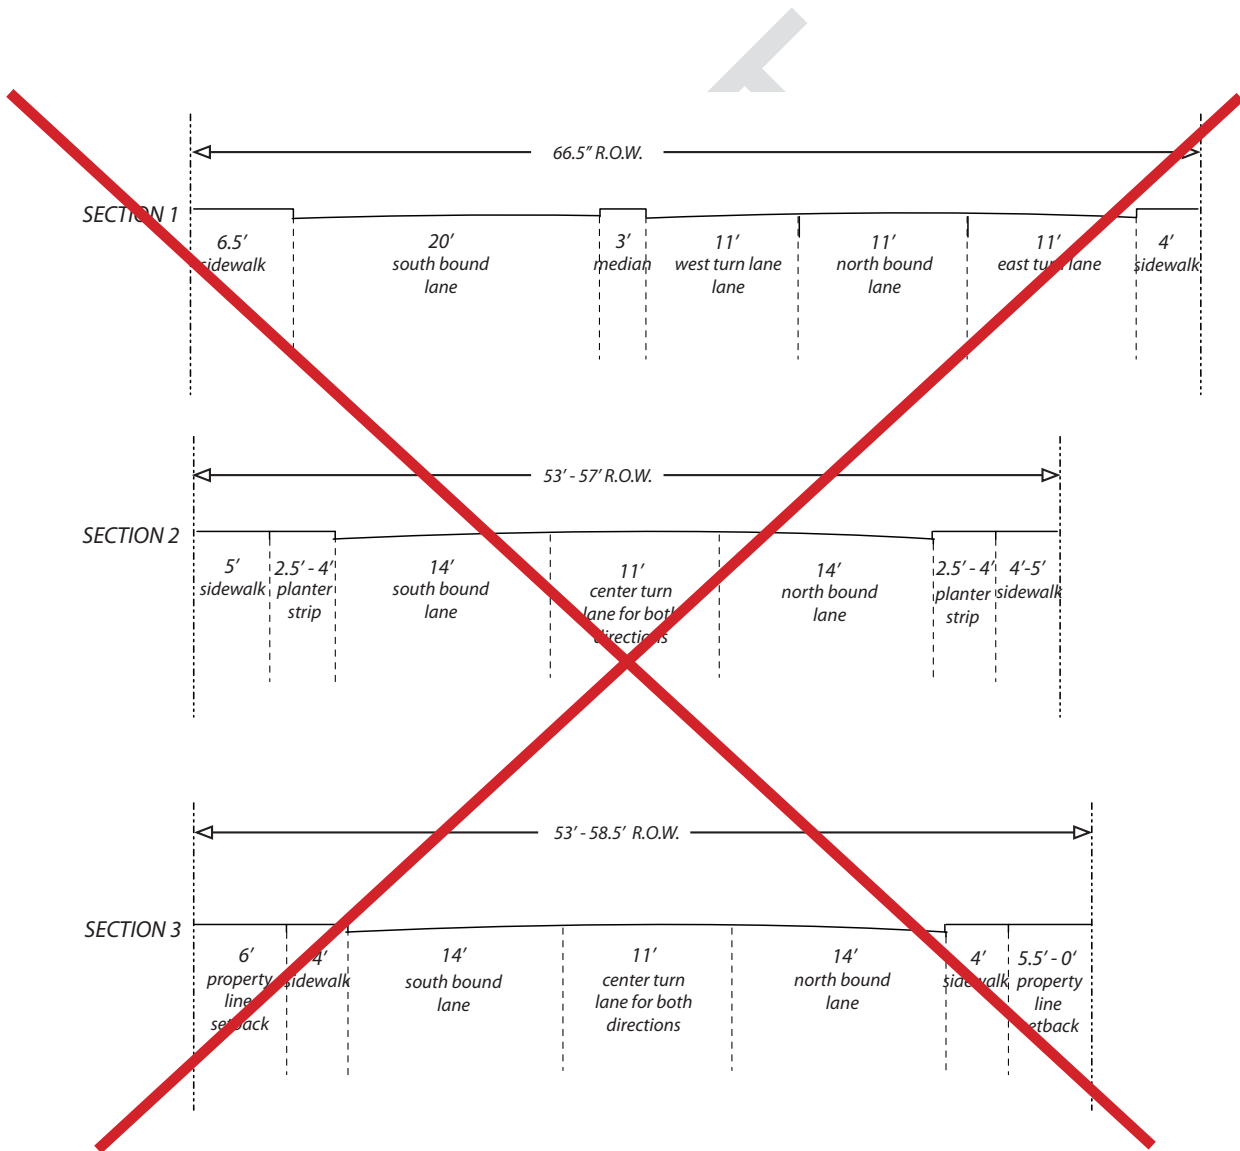 66.5” R.O.W.
SECTION 1
6.5’
sidewalk
20’
south bound
lane
3’
median
11’
west turn lane
lane
11’
north bound
lane
11’
east turn lane
4’
sidewalk
53’ - 57’ R.O.W.
SECTION 2
5’
sidewalk
2.5’ - 4’
planter
strip
14’
south bound
lane
11’
center turn
lane for both
directions
14’
north bound
lane
2.5’ - 4’
planter
strip
4’-5’
sidewalk
53’ - 58.5’ R.O.W.
SECTION 3
6’
property
line
setback
4’
sidewalk
14’
south bound
lane
11’
center turn
lane for both
directions
14’
north bound
lane
4’
sidewalk
5.5’ - 0’
property
line
setback